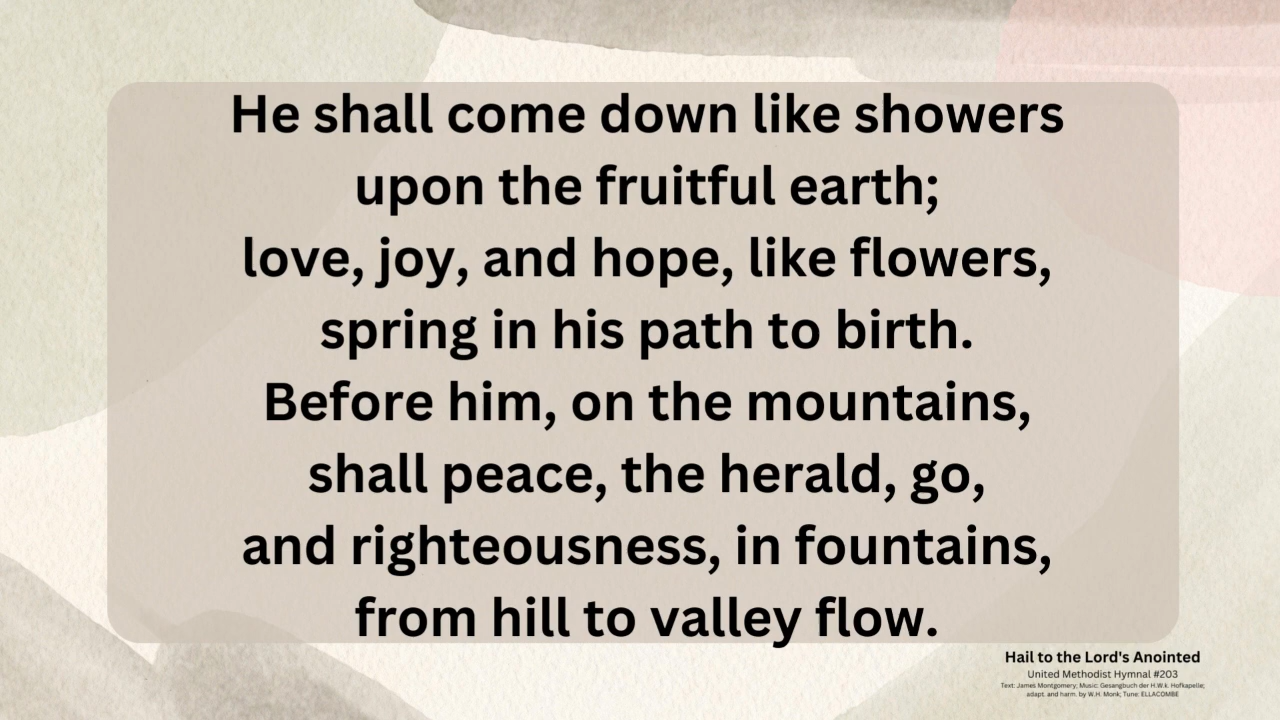 He shall come down like showers
upon the fruitful earth;
love, joy, and hope, like flowers,
spring in his path to birth.
Before him, on the mountains,
shall peace, the herald, go,
and righteousness, in fountains,
from hill to valley flow.
Hail to the Lord's Anointed
United Methodist Hymnal #203
Text: James Montgomery; Music: Gesangbuch der H.W.k. Hofkapelle;
adapt. and harm. by W.H. Monk; Tune: ELLACOMBE